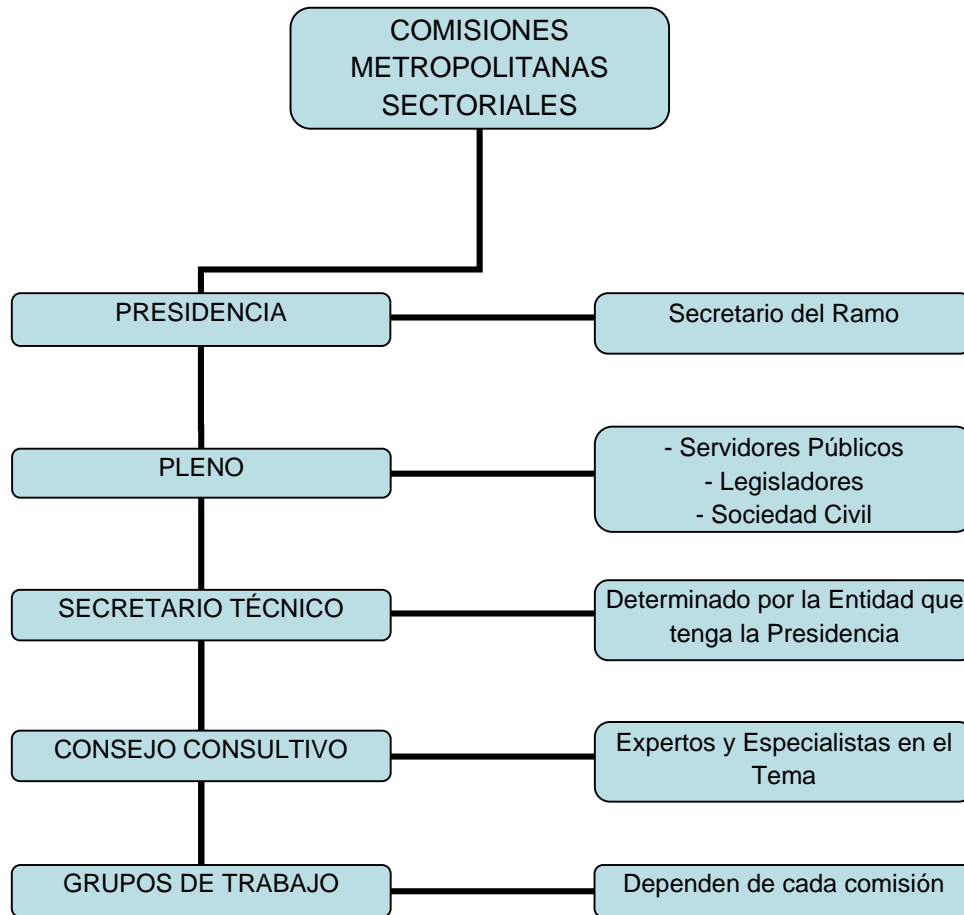 COMISIONES
METROPOLITANAS
SECTORIALES
PRESIDENCIA
Secretario del Ramo
PLENO
- Servidores Públicos
- Legisladores
- Sociedad Civil
SECRETARIO TÉCNICO
Determinado por la Entidad que
tenga la Presidencia
CONSEJO CONSULTIVO
Expertos y Especialistas en el
Tema
GRUPOS DE TRABAJO
Dependen de cada comisión